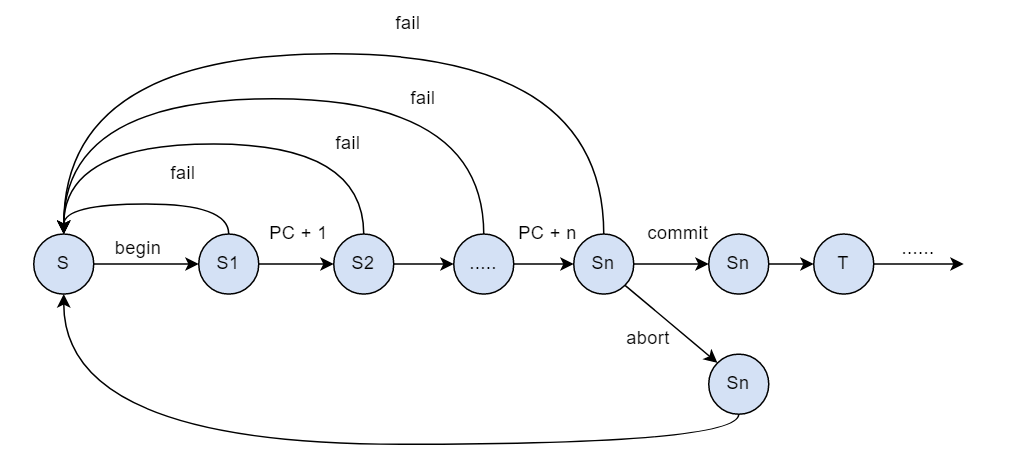 fail
fail
fail
fail
PC + 1
PC + n
commit
begin
......
S
S1
S2
.....
Sn
Sn
T
abort
Sn